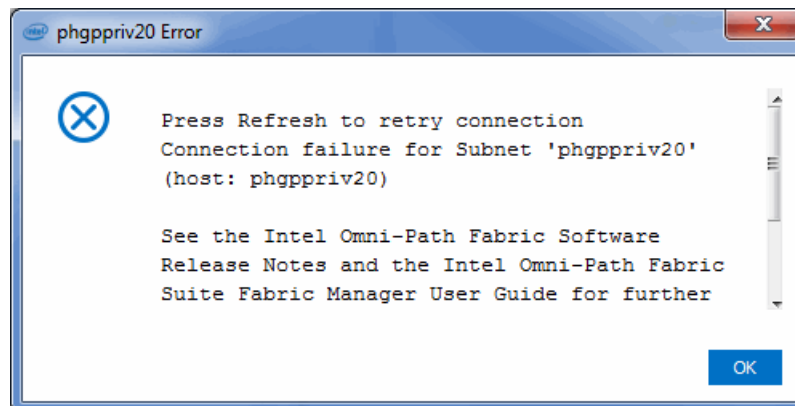 phgppriv20 Error
Press Refresh to retry connection
Connection failure for Subnet 'phgppriv20'
(host: phgppriv20)
See the Intel Omni-Path Fabric Software
Release Notes and the Intel Omni-Path Fabric
Suite Fabric Manager User Guide for further
OK